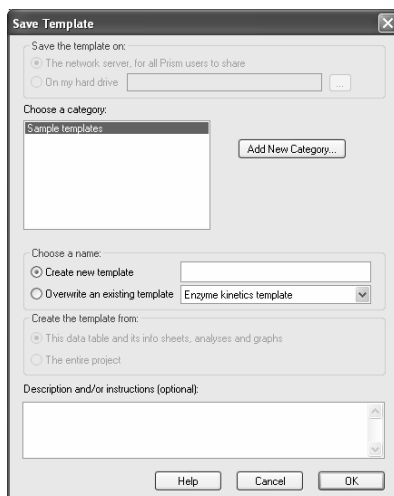 Save Template
Save the template on:
The network server, for all Prism users to share
On my hard drive
...
Choose a category:
Sample templates
Add New Category...
Choose a name:
Create new template
Overwrite an existing template
Enzyme kinetics template
Create the template from:
This data table and its info sheets, analyses and graphs
The entire project
Description and/or instructions (optional):
Help
Cancel
OK